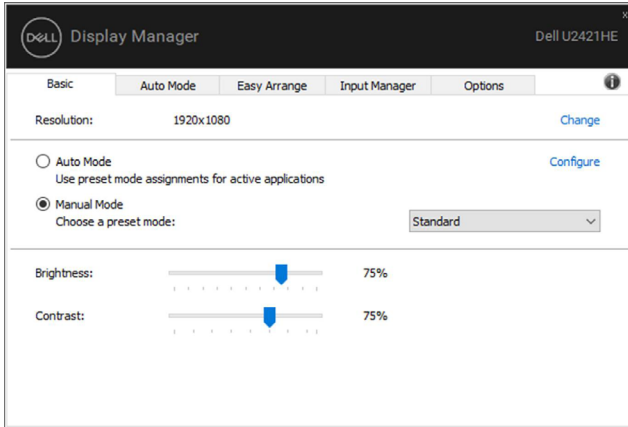 x
DELL Display Manager Dell U2421HE
Basic Auto Mode Easy Arrange Input Manager Options i
Resolution: 1920x1080 Change
Auto Mode Configure
Use preset mode assignments for active applications
Manual Mode
Choose a preset mode: Standard
Brightness: 75%
Contrast: 75%